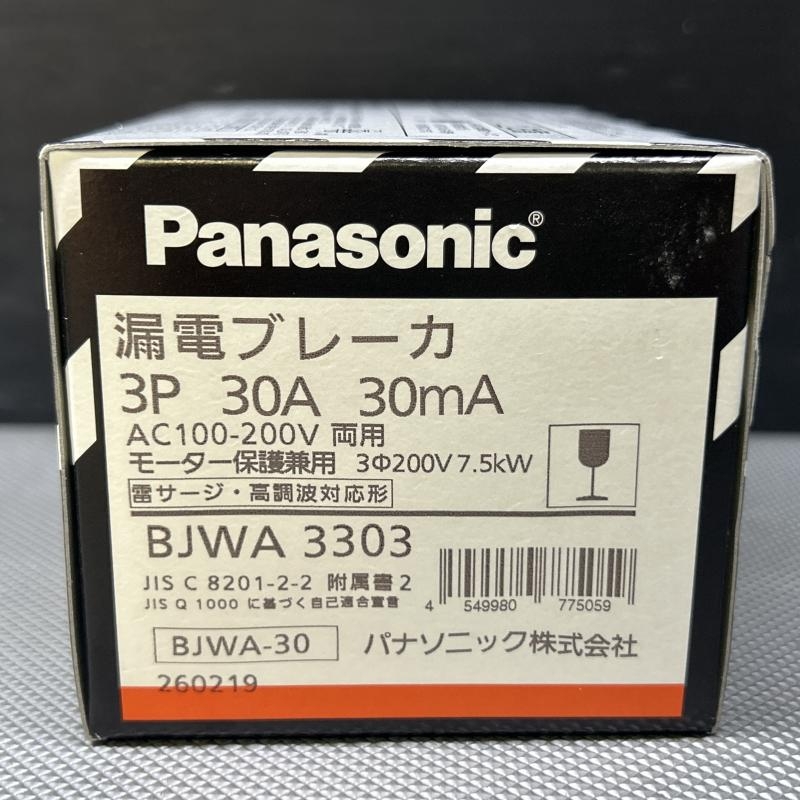 Panasonic®
漏電ブレーカ
3P 30A 30mA
AC100-200V 両用
モーター保護兼用 3Φ200V 7.5kW
雷サージ・高調波対応形
BJWA 3303
JIS C 8201-2-2 附属書2
JIS Q 1000 に基づく自己適合宣言
4 549980 775059
BJWA-30 パナソニック株式会社
260219